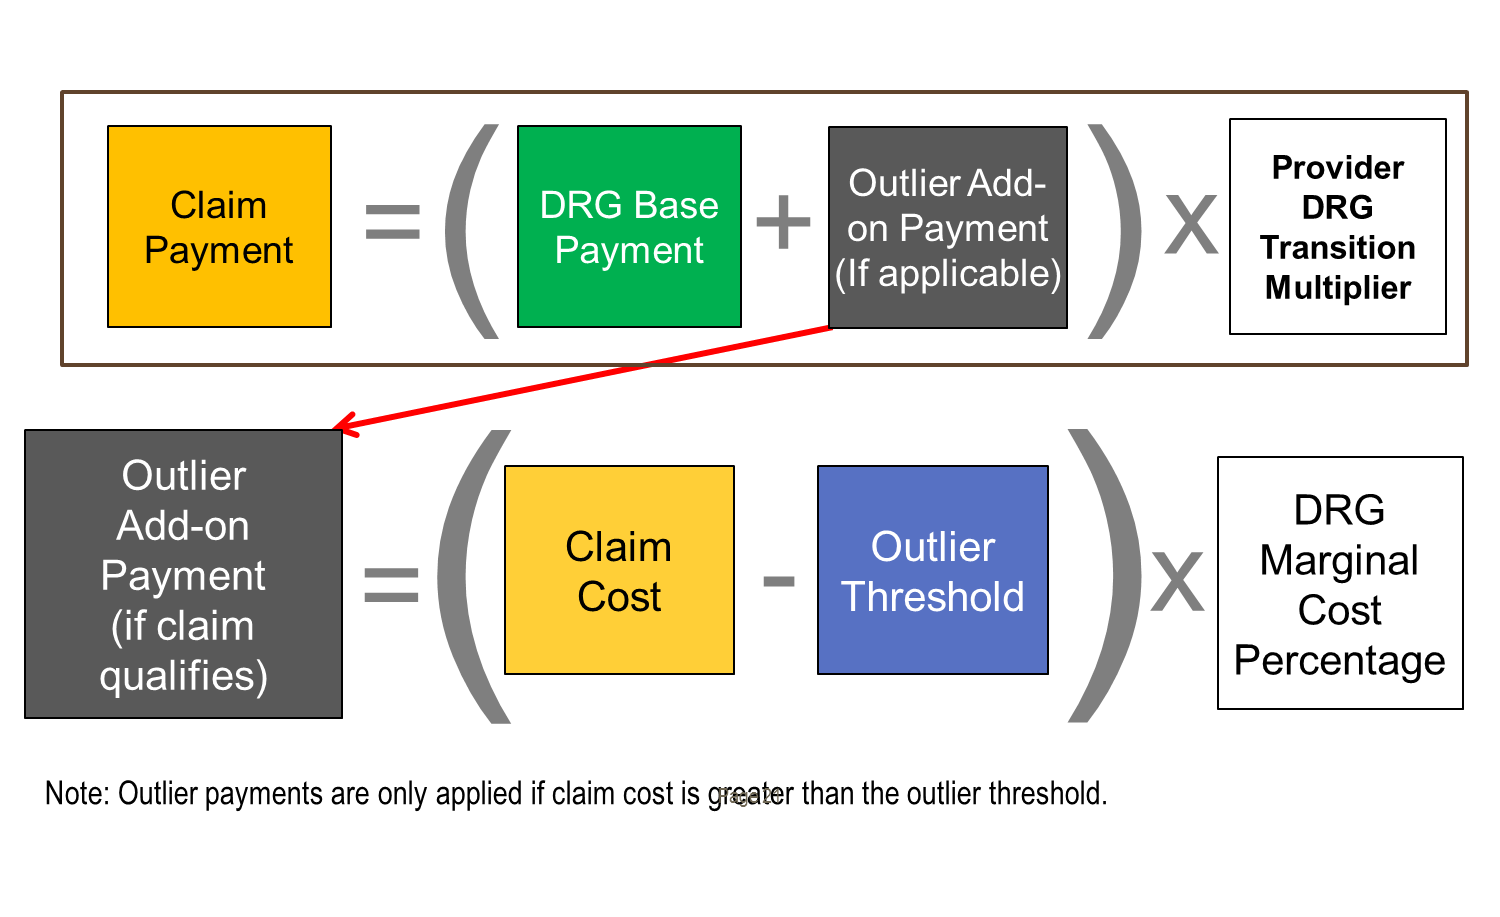 Claim
Payment
=
(
DRG Base
Payment
+
Outlier Add-
on Payment
(If applicable)
)
x
Provider
DRG
Transition
Multiplier
Outlier
Add-on
Payment
(if claim
qualifies)
=
(
Claim
Cost
-
Outlier
Threshold
)
x
DRG
Marginal
Cost
Percentage
Note: Outlier payments are only applied if claim cost is greater than the outlier threshold.
Page 21